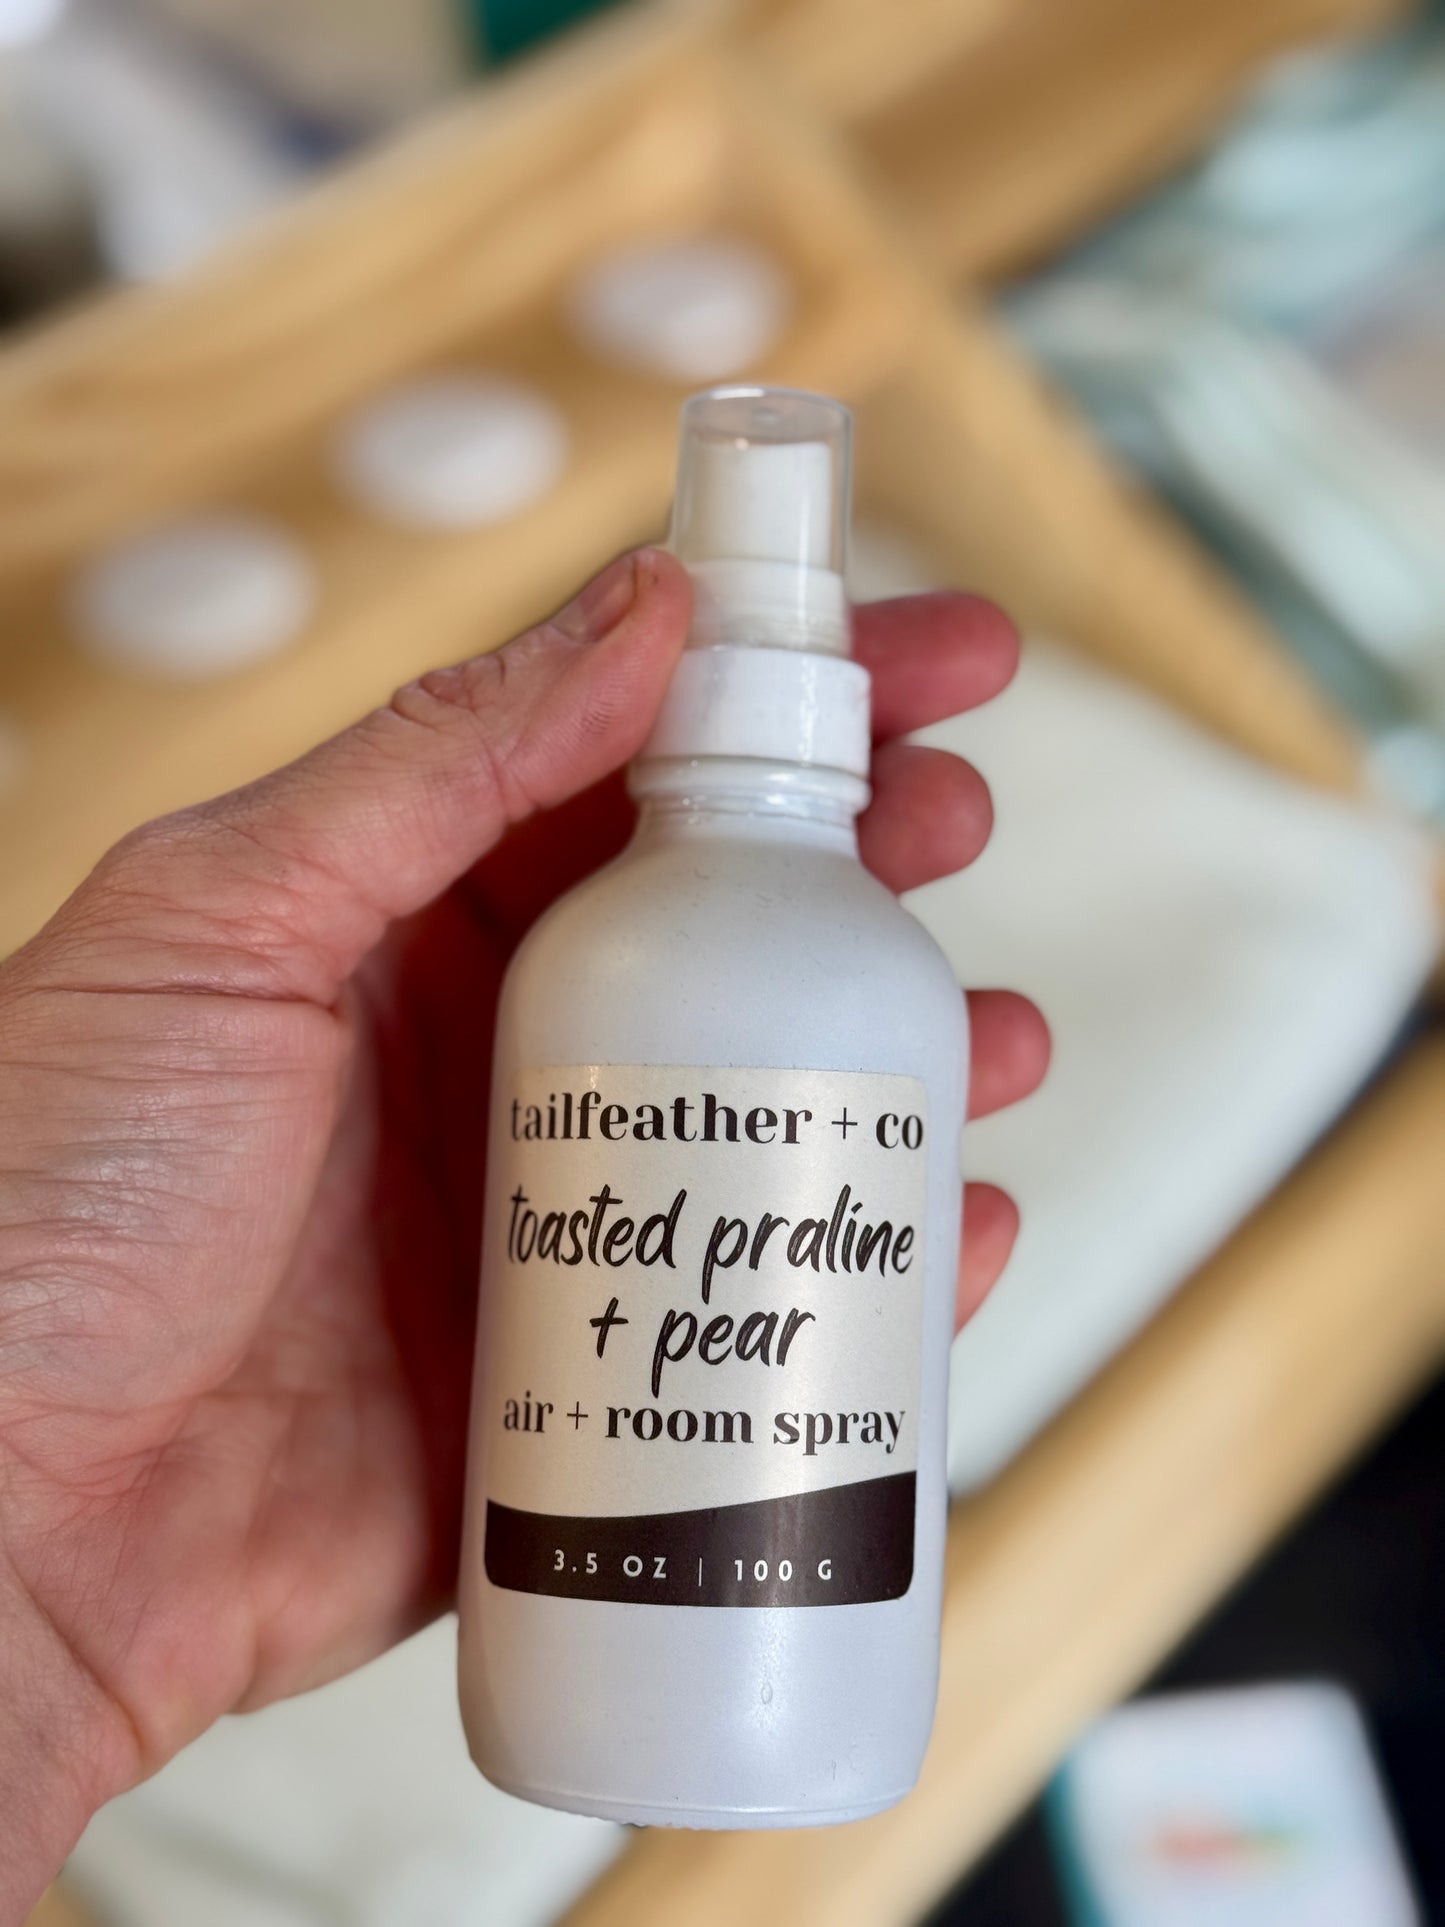 tailfeather + co
toasted praline
+ pear
air + room spray
3.5 OZ | 100 G